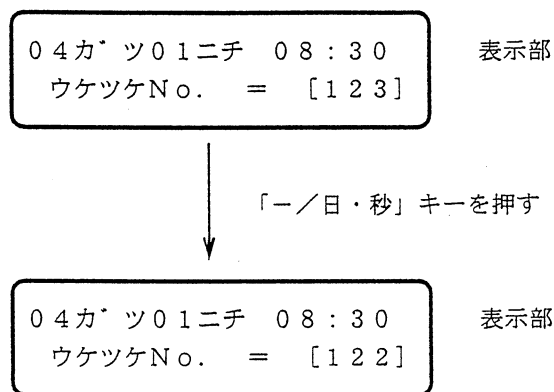 04ガツ01ニチ 08:30 表示部
ウケツケNo. = [123]
「−/日・秒」キーを押す
04ガツ01ニチ 08:30 表示部
ウケツケNo. = [122]